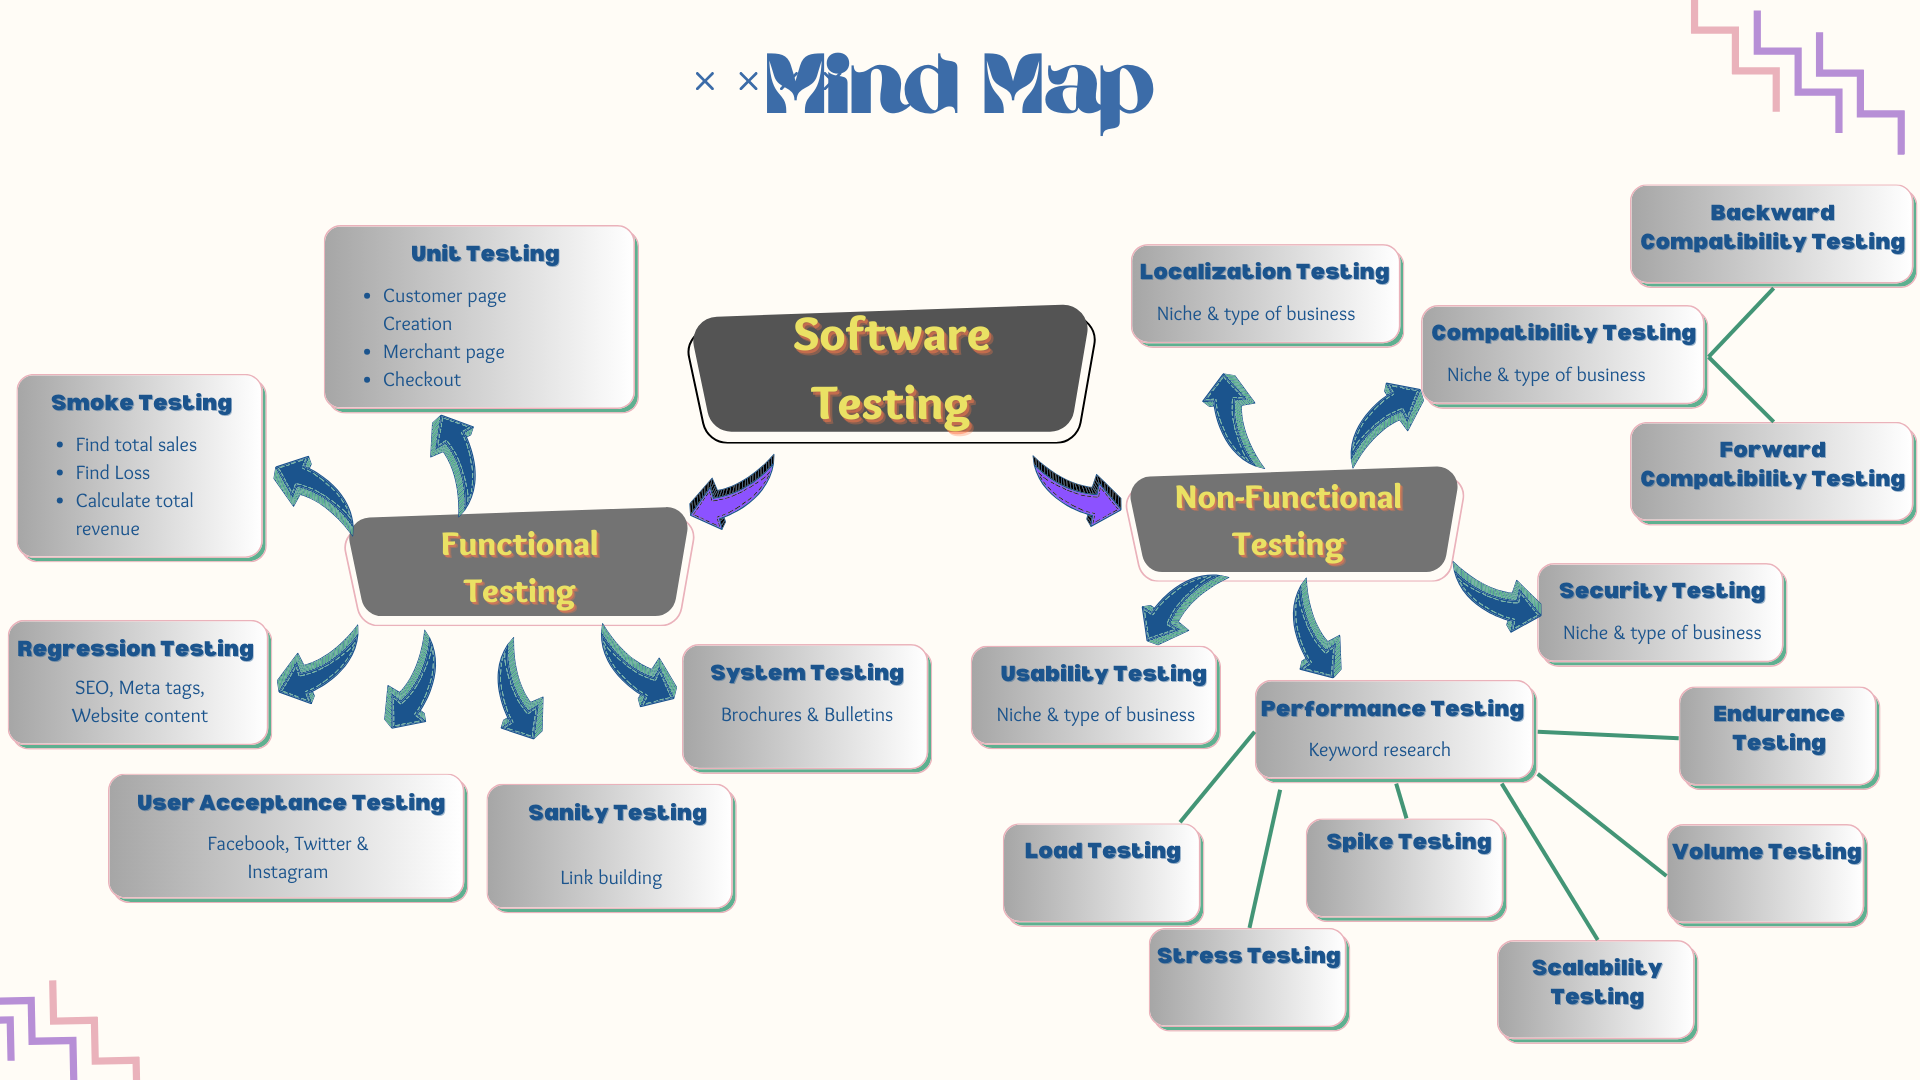 Mind Map
Software
Testing
Functional
Testing
Unit Testing
• Customer page
Creation
• Merchant page
• Checkout
Smoke Testing
• Find total sales
• Find Loss
• Calculate total
revenue
Regression Testing
SEO, Meta tags,
Website content
User Acceptance Testing
Facebook, Twitter &
Instagram
Sanity Testing
Link building
System Testing
Brochures & Bulletins
Non-Functional
Testing
Localization Testing
Niche & type of business
Compatibility Testing
Niche & type of business
Backward
Compatibility Testing
Forward
Compatibility Testing
Security Testing
Niche & type of business
Usability Testing
Niche & type of business
Performance Testing
Keyword research
Endurance
Testing
Volume Testing
Scalability
Testing
Spike Testing
Stress Testing
Load Testing